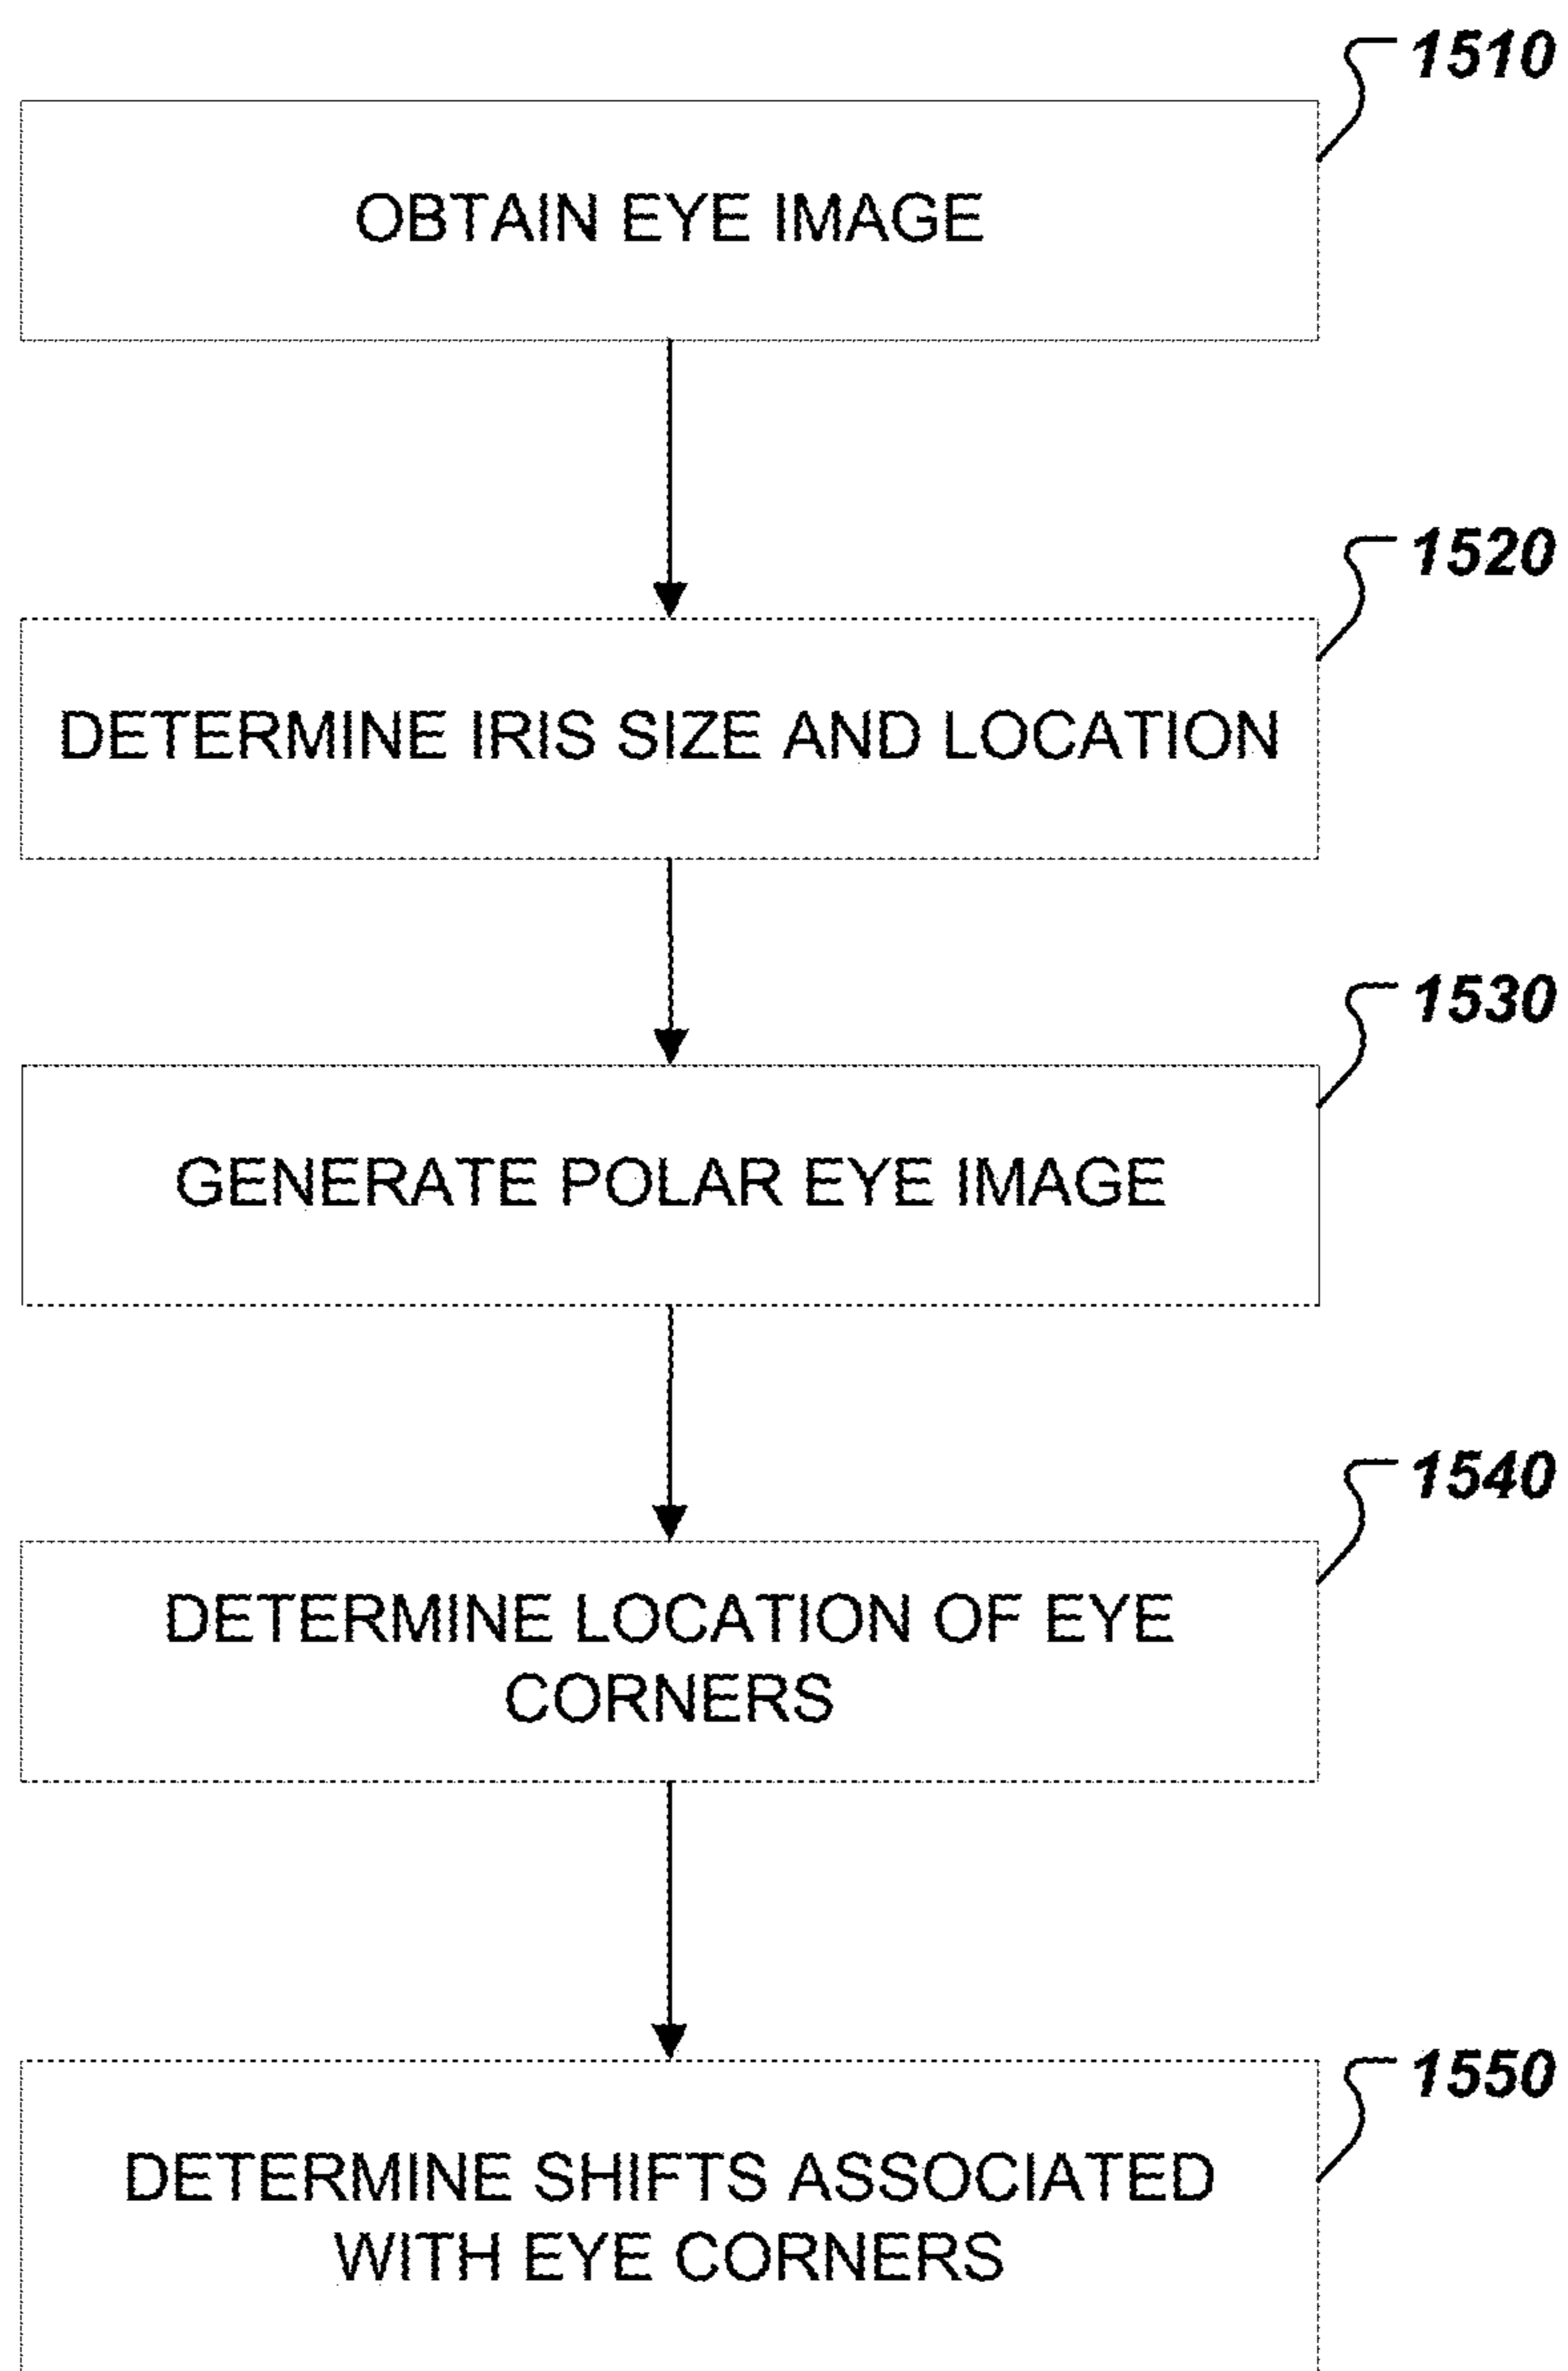 1510
OBTAIN EYE IMAGE
1520
DETERMINE IRIS SIZE AND LOCATION
1530
GENERATE POLAR EYE IMAGE
1540
DETERMINE LOCATION OF EYE
CORNERS
1550
DETERMINE SHIFTS ASSOCIATED
WITH EYE CORNERS